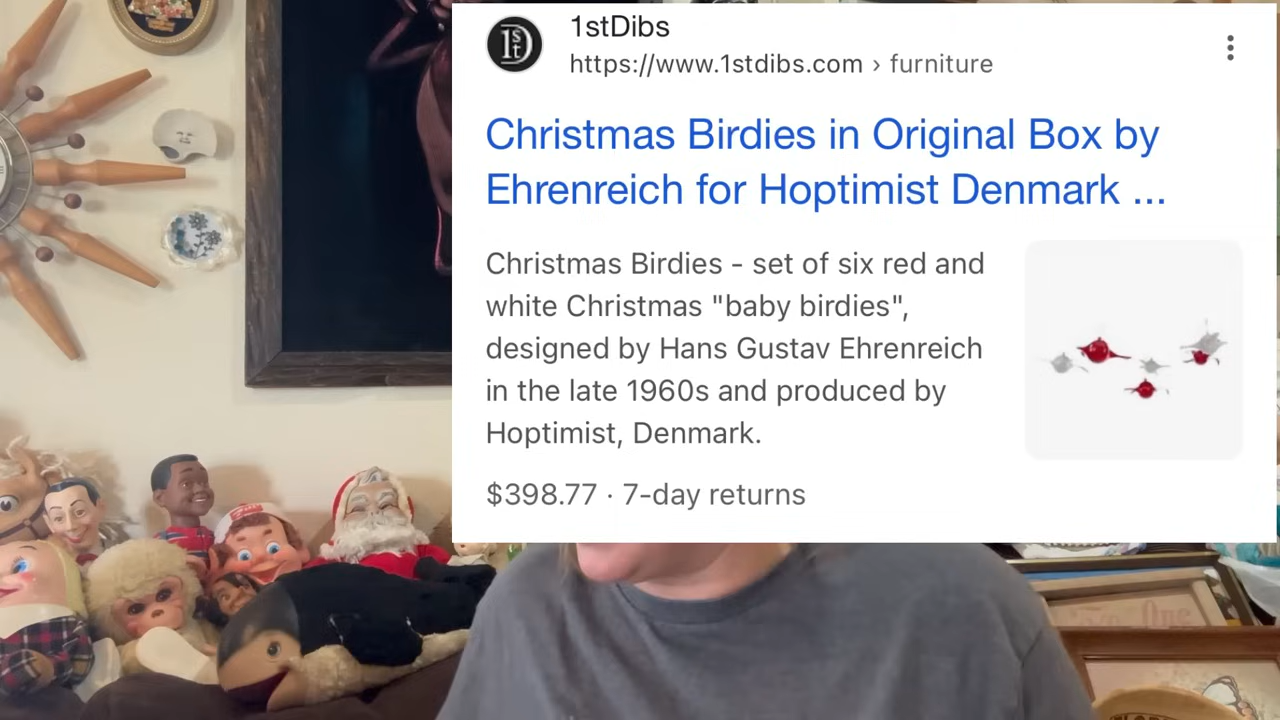 1stDibs
https://www.1stdibs.com › furniture
Christmas Birdies in Original Box by
Ehrenreich for Hoptimist Denmark ...
Christmas Birdies - set of six red and
white Christmas "baby birdies",
designed by Hans Gustav Ehrenreich
in the late 1960s and produced by
Hoptimist, Denmark.
$398.77 · 7-day returns